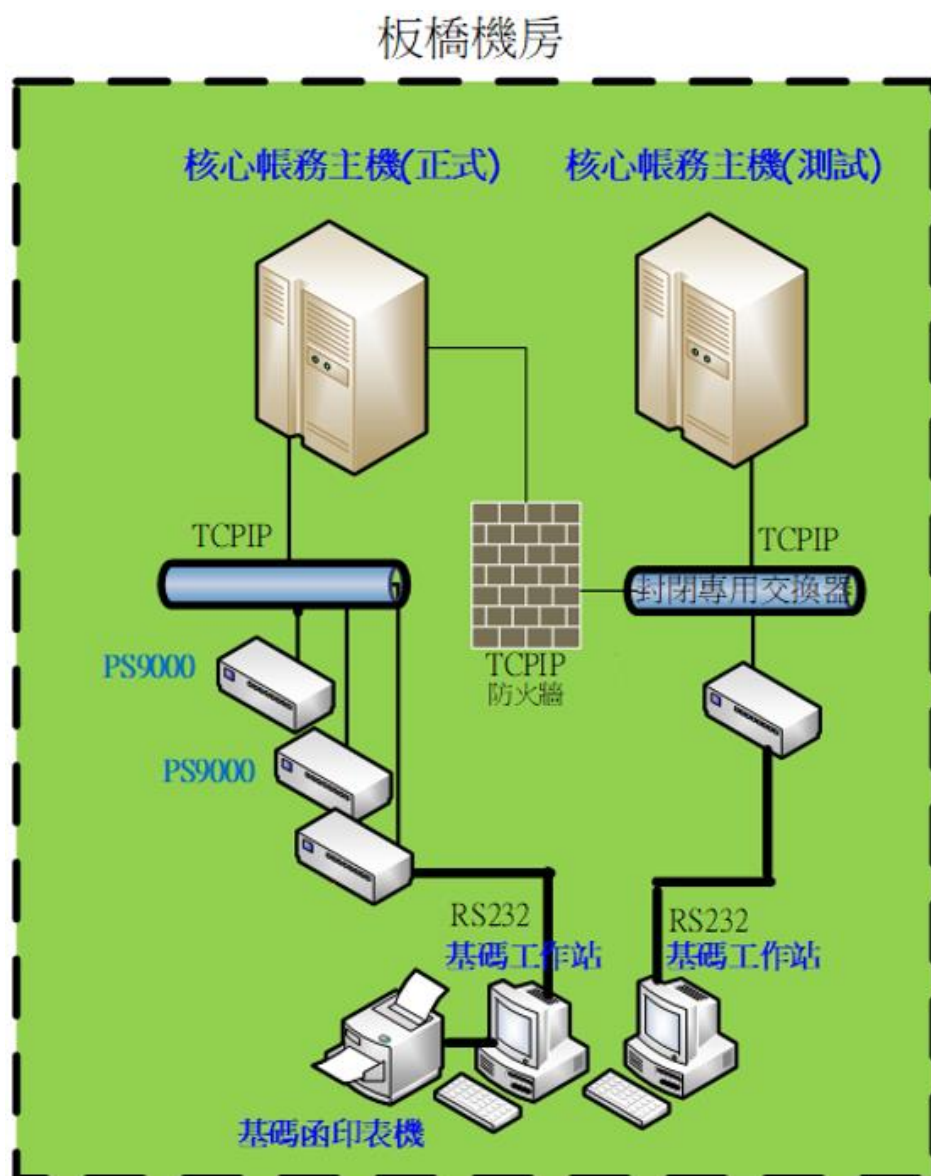 板橋機房
核心帳務主機(正式)
核心帳務主機(測試)
TCPIP
TCPIP
封閉專用交換器
PS9000
TCPIP
防火牆
PS9000
RS232
基碼工作站
RS232
基碼工作站
基碼函印表機